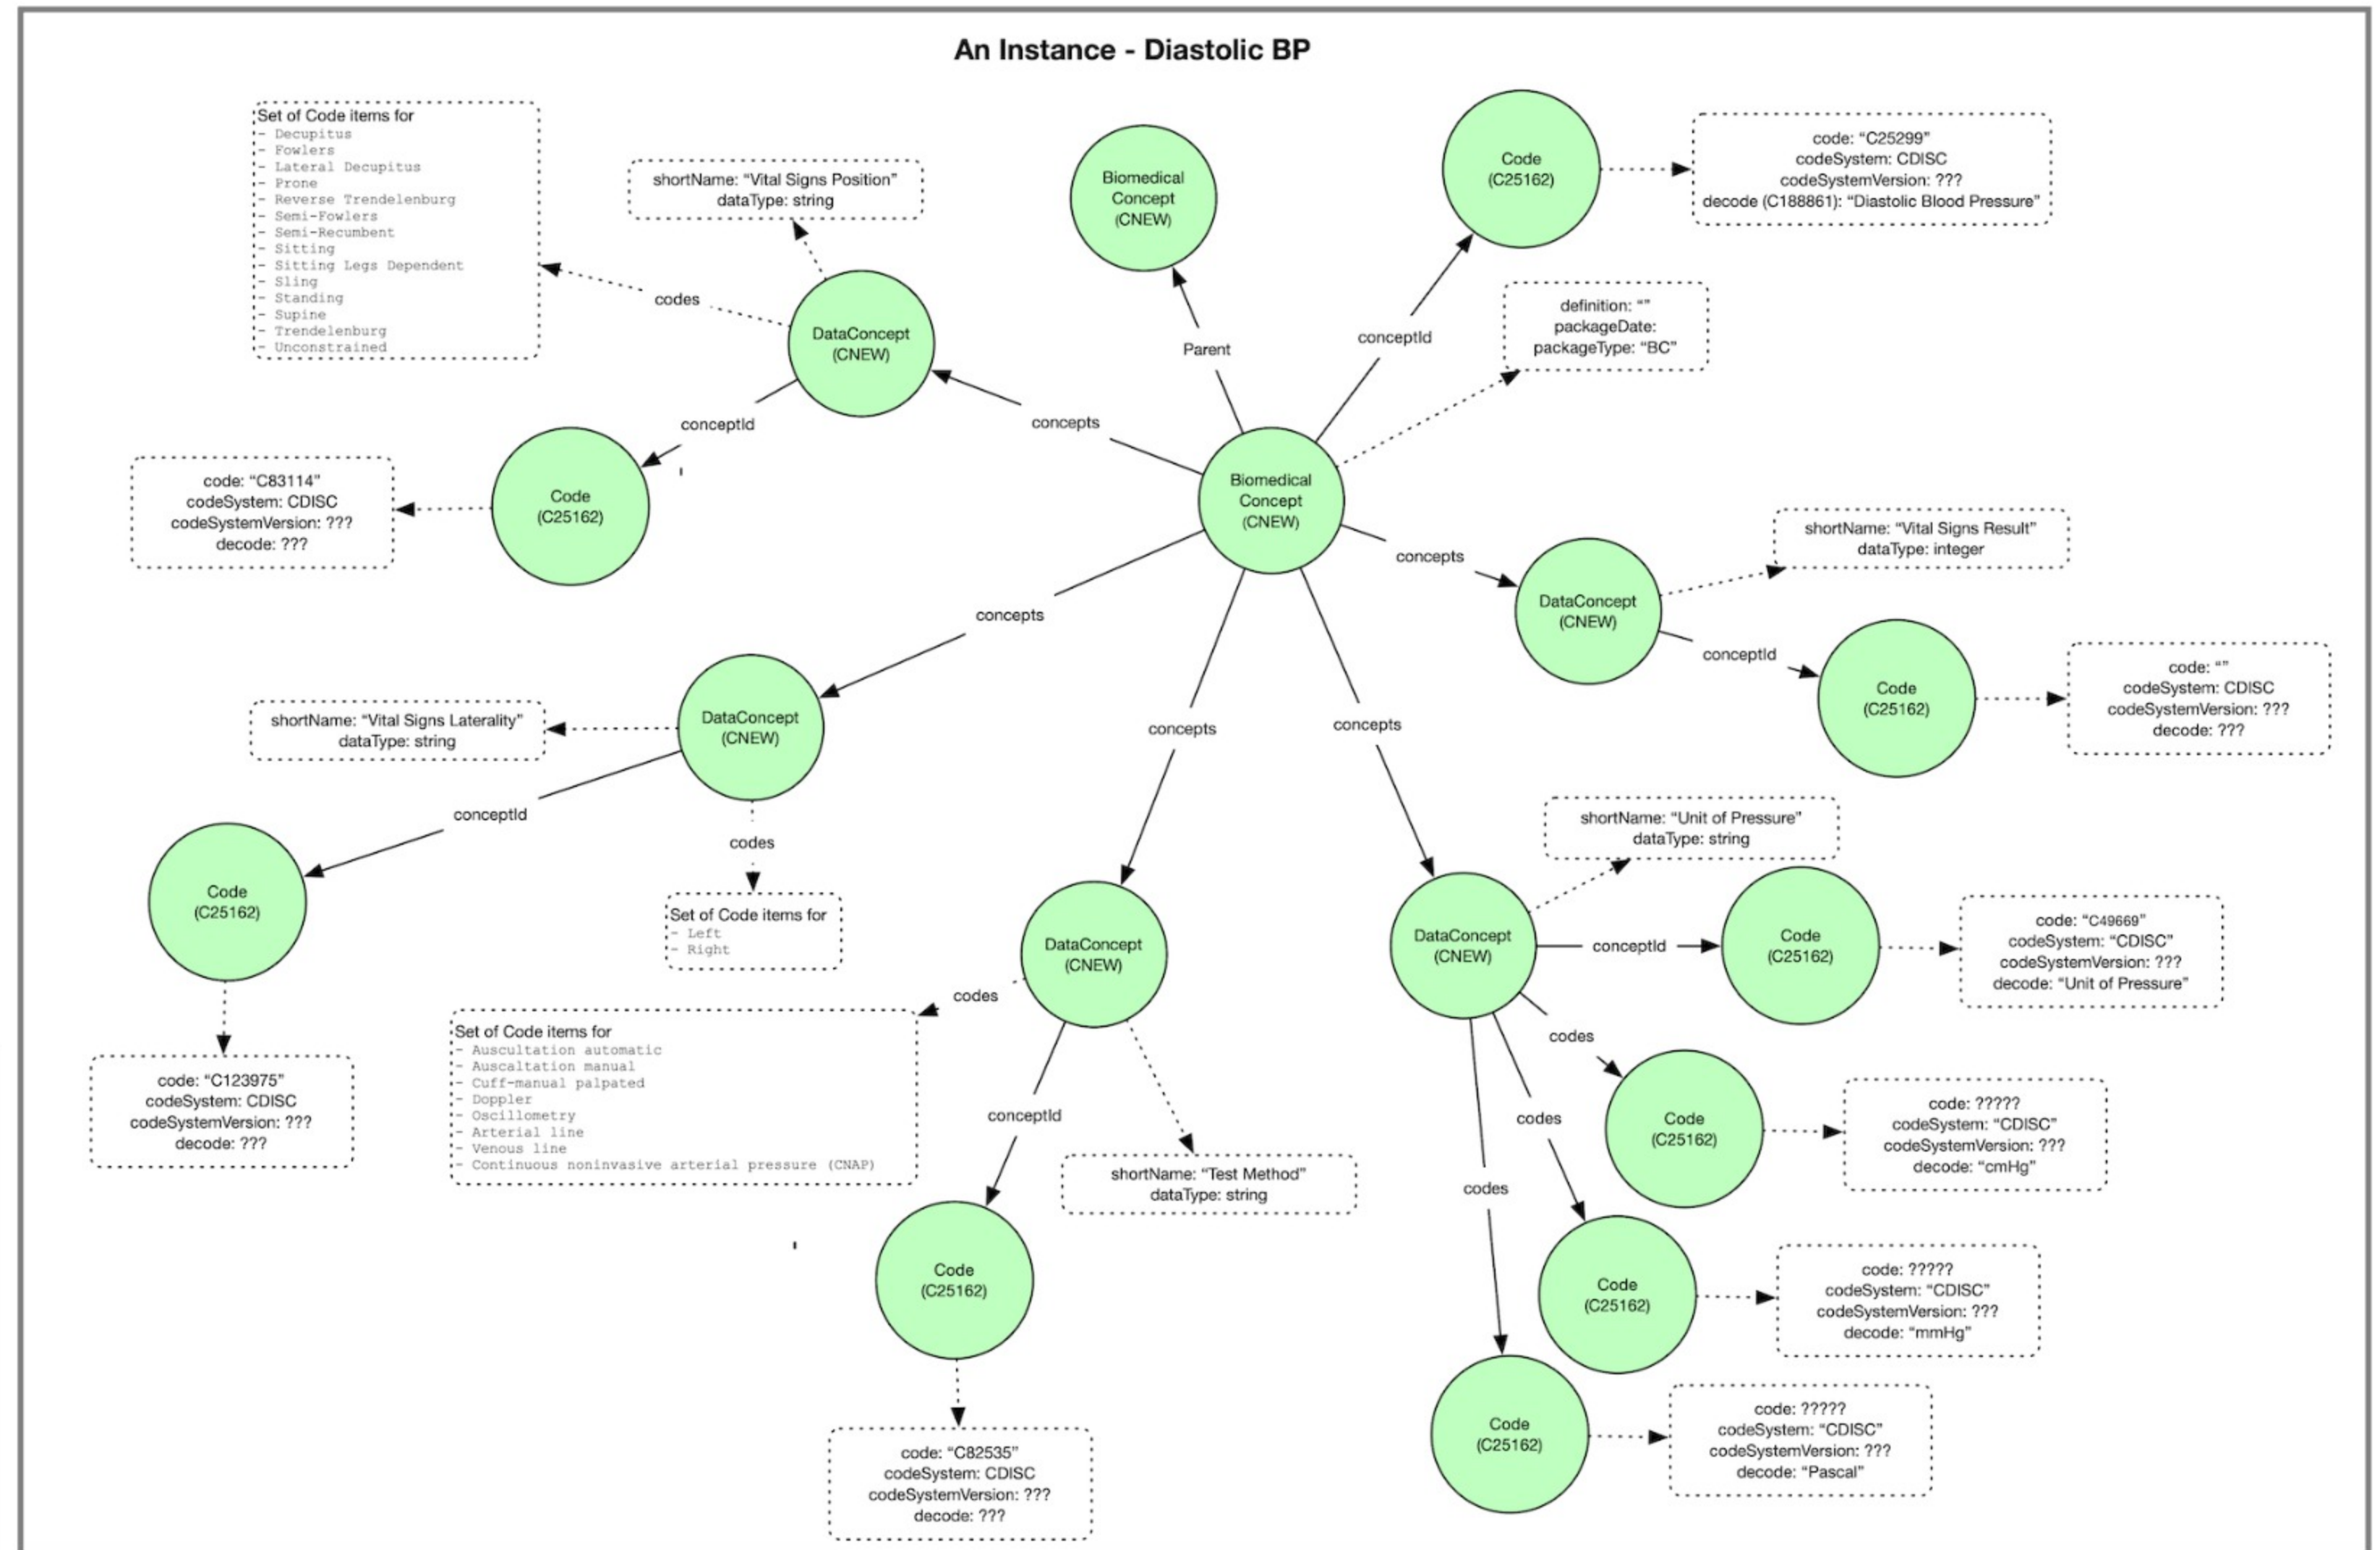 An Instance - Diastolic BP
Set of Code items for
- Decupitus
- Fowlers
- Lateral Decupitus
- Prone
- Reverse Trendelenburg
- Semi-Fowlers
- Semi-Recumbent
- Sitting
- Sitting Legs Dependent
- Sling
- Standing
- Supine
- Trendelenburg
- Unconstrained
shortName: “Vital Signs Position”
dataType: string
codes
DataConcept
(CNEW)
conceptId
Code
(C25162)
code: “C83114”
codeSystem: CDISC
codeSystemVersion: ???
decode: ???
concepts
Biomedical
Concept
(CNEW)
Parent
Code
(C25162)
code: “C25299”
codeSystem: CDISC
codeSystemVersion: ???
decode (C188861): “Diastolic Blood Pressure”
conceptId
definition: “”
packageDate:
packageType: “BC”
Biomedical
Concept
(CNEW)
concepts
DataConcept
(CNEW)
shortName: “Vital Signs Result”
dataType: integer
conceptId
Code
(C25162)
code: “”
codeSystem: CDISC
codeSystemVersion: ???
decode: ???
concepts
DataConcept
(CNEW)
shortName: “Vital Signs Laterality”
dataType: string
conceptId
Code
(C25162)
code: “C123975”
codeSystem: CDISC
codeSystemVersion: ???
decode: ???
codes
Set of Code items for
- Left
- Right
concepts
DataConcept
(CNEW)
codes
Set of Code items for
- Auscultation automatic
- Auscaltation manual
- Cuff-manual palpated
- Doppler
- Oscillometry
- Arterial line
- Venous line
- Continuous noninvasive arterial pressure (CNAP)
conceptId
shortName: “Test Method”
dataType: string
Code
(C25162)
code: “C82535”
codeSystem: CDISC
codeSystemVersion: ???
decode: ???
concepts
DataConcept
(CNEW)
shortName: “Unit of Pressure”
dataType: string
conceptId
Code
(C25162)
code: “C49669”
codeSystem: “CDISC”
codeSystemVersion: ???
decode: “Unit of Pressure”
codes
Code
(C25162)
code: ?????
codeSystem: “CDISC”
codeSystemVersion: ???
decode: “cmHg”
codes
Code
(C25162)
code: ?????
codeSystem: “CDISC”
codeSystemVersion: ???
decode: “mmHg”
codes
Code
(C25162)
code: ?????
codeSystem: “CDISC”
codeSystemVersion: ???
decode: “Pascal”